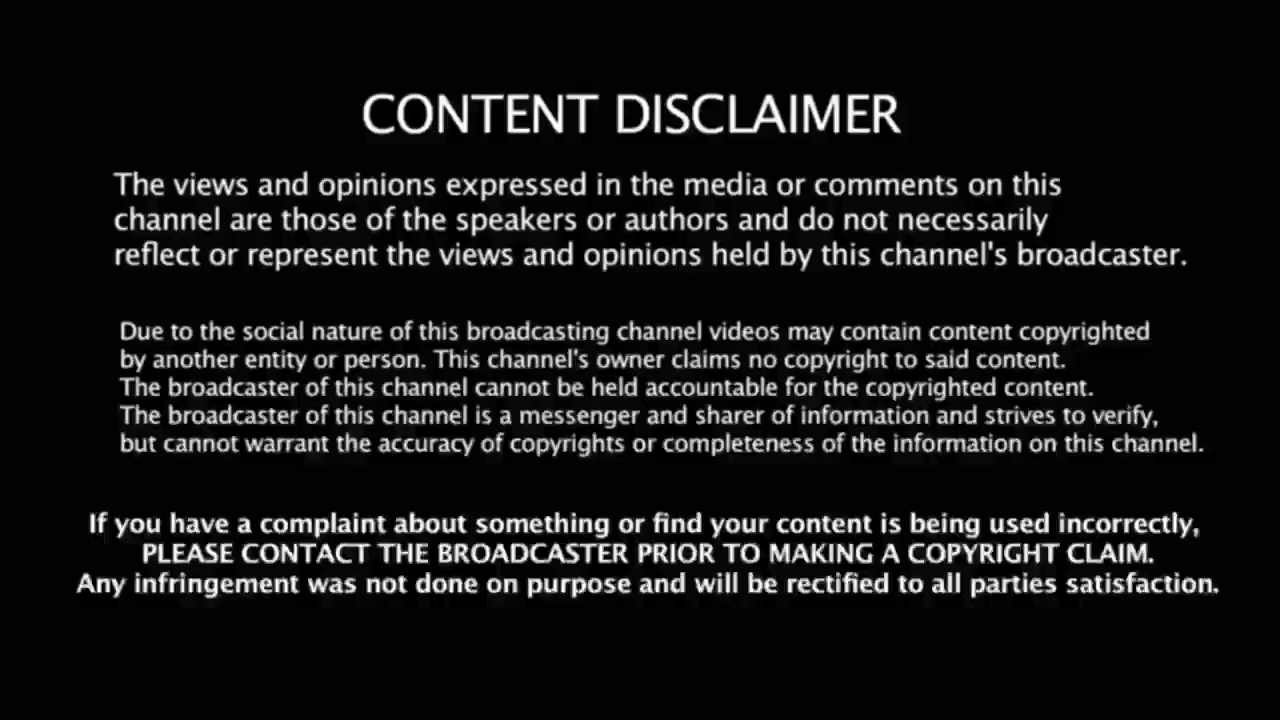 CONTENT DISCLAIMER
The views and opinions expressed in the media or comments on this
channel are those of the speakers or authors and do not necessarily
reflect or represent the views and opinions held by this channel's broadcaster.
Due to the social nature of this broadcasting channel videos may contain content copyrighted
by another entity or person. This channel's owner claims no copyright to said content.
The broadcaster of this channel cannot be held accountable for the copyrighted content.
The broadcaster of this channel is a messenger and sharer of information and strives to verify,
but cannot warrant the accuracy of copyrights or completeness of the information on this channel.
If you have a complaint about something or find your content is being used incorrectly,
PLEASE CONTACT THE BROADCASTER PRIOR TO MAKING A COPYRIGHT CLAIM.
Any infringement was not done on purpose and will be rectified to all parties satisfaction.